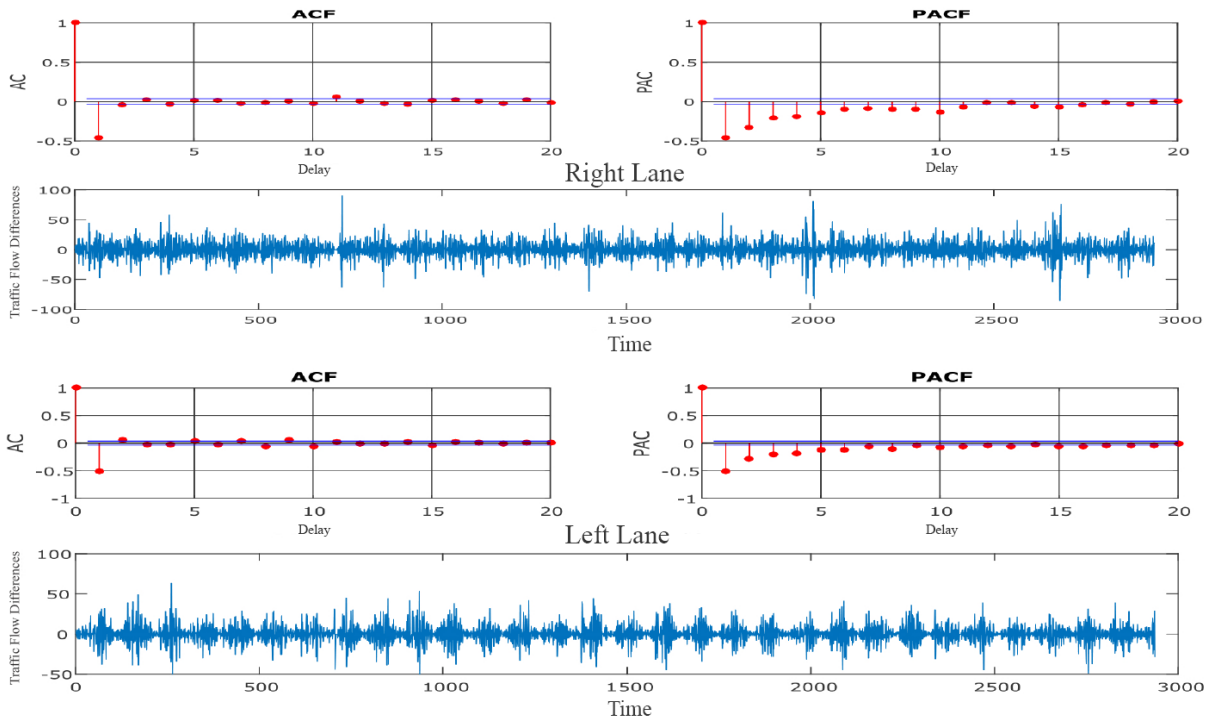 ACF
PACF
1
0.5
0
-0.5
AC
0 5 10 15 20
Delay
1
0.5
0
-0.5
PAC
0 5 10 15 20
Delay
Right Lane
Traffic Flow Differences
100
50
0
-50
-100
0 500 1000 1500 2000 2500 3000
Time
ACF
PACF
1
0.5
0
-0.5
-1
AC
0 5 10 15 20
Delay
1
0.5
0
-0.5
-1
PAC
0 5 10 15 20
Delay
Left Lane
Traffic Flow Differences
100
50
0
-50
0 500 1000 1500 2000 2500 3000
Time